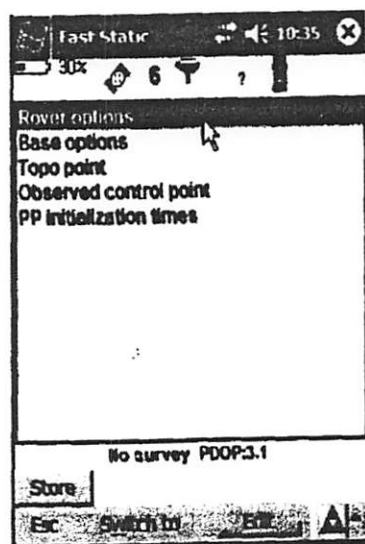 Fast Static 10:35
30% 6 ?
Rover options
Base options
Topo point
Observed control point
PP initialization times
No survey PDOP:3.1
Store
Esc Switch to Edit